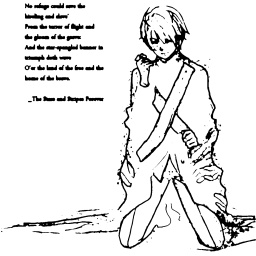 No refuge could save the
hireling and slave'
From the terror of flight and
the gloom of the grave
And the star-spangled banner in
triumph doth wave
O'er the land of the free and the
home of the brave.
_The Stars and Stripes Forever